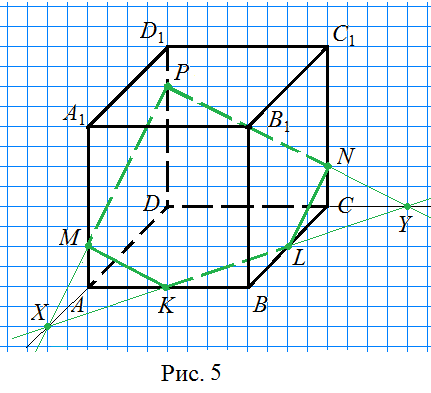 D₁ C₁
P
A₁ B₁
N
D C
M Y
L
A K B
X
Рис. 5